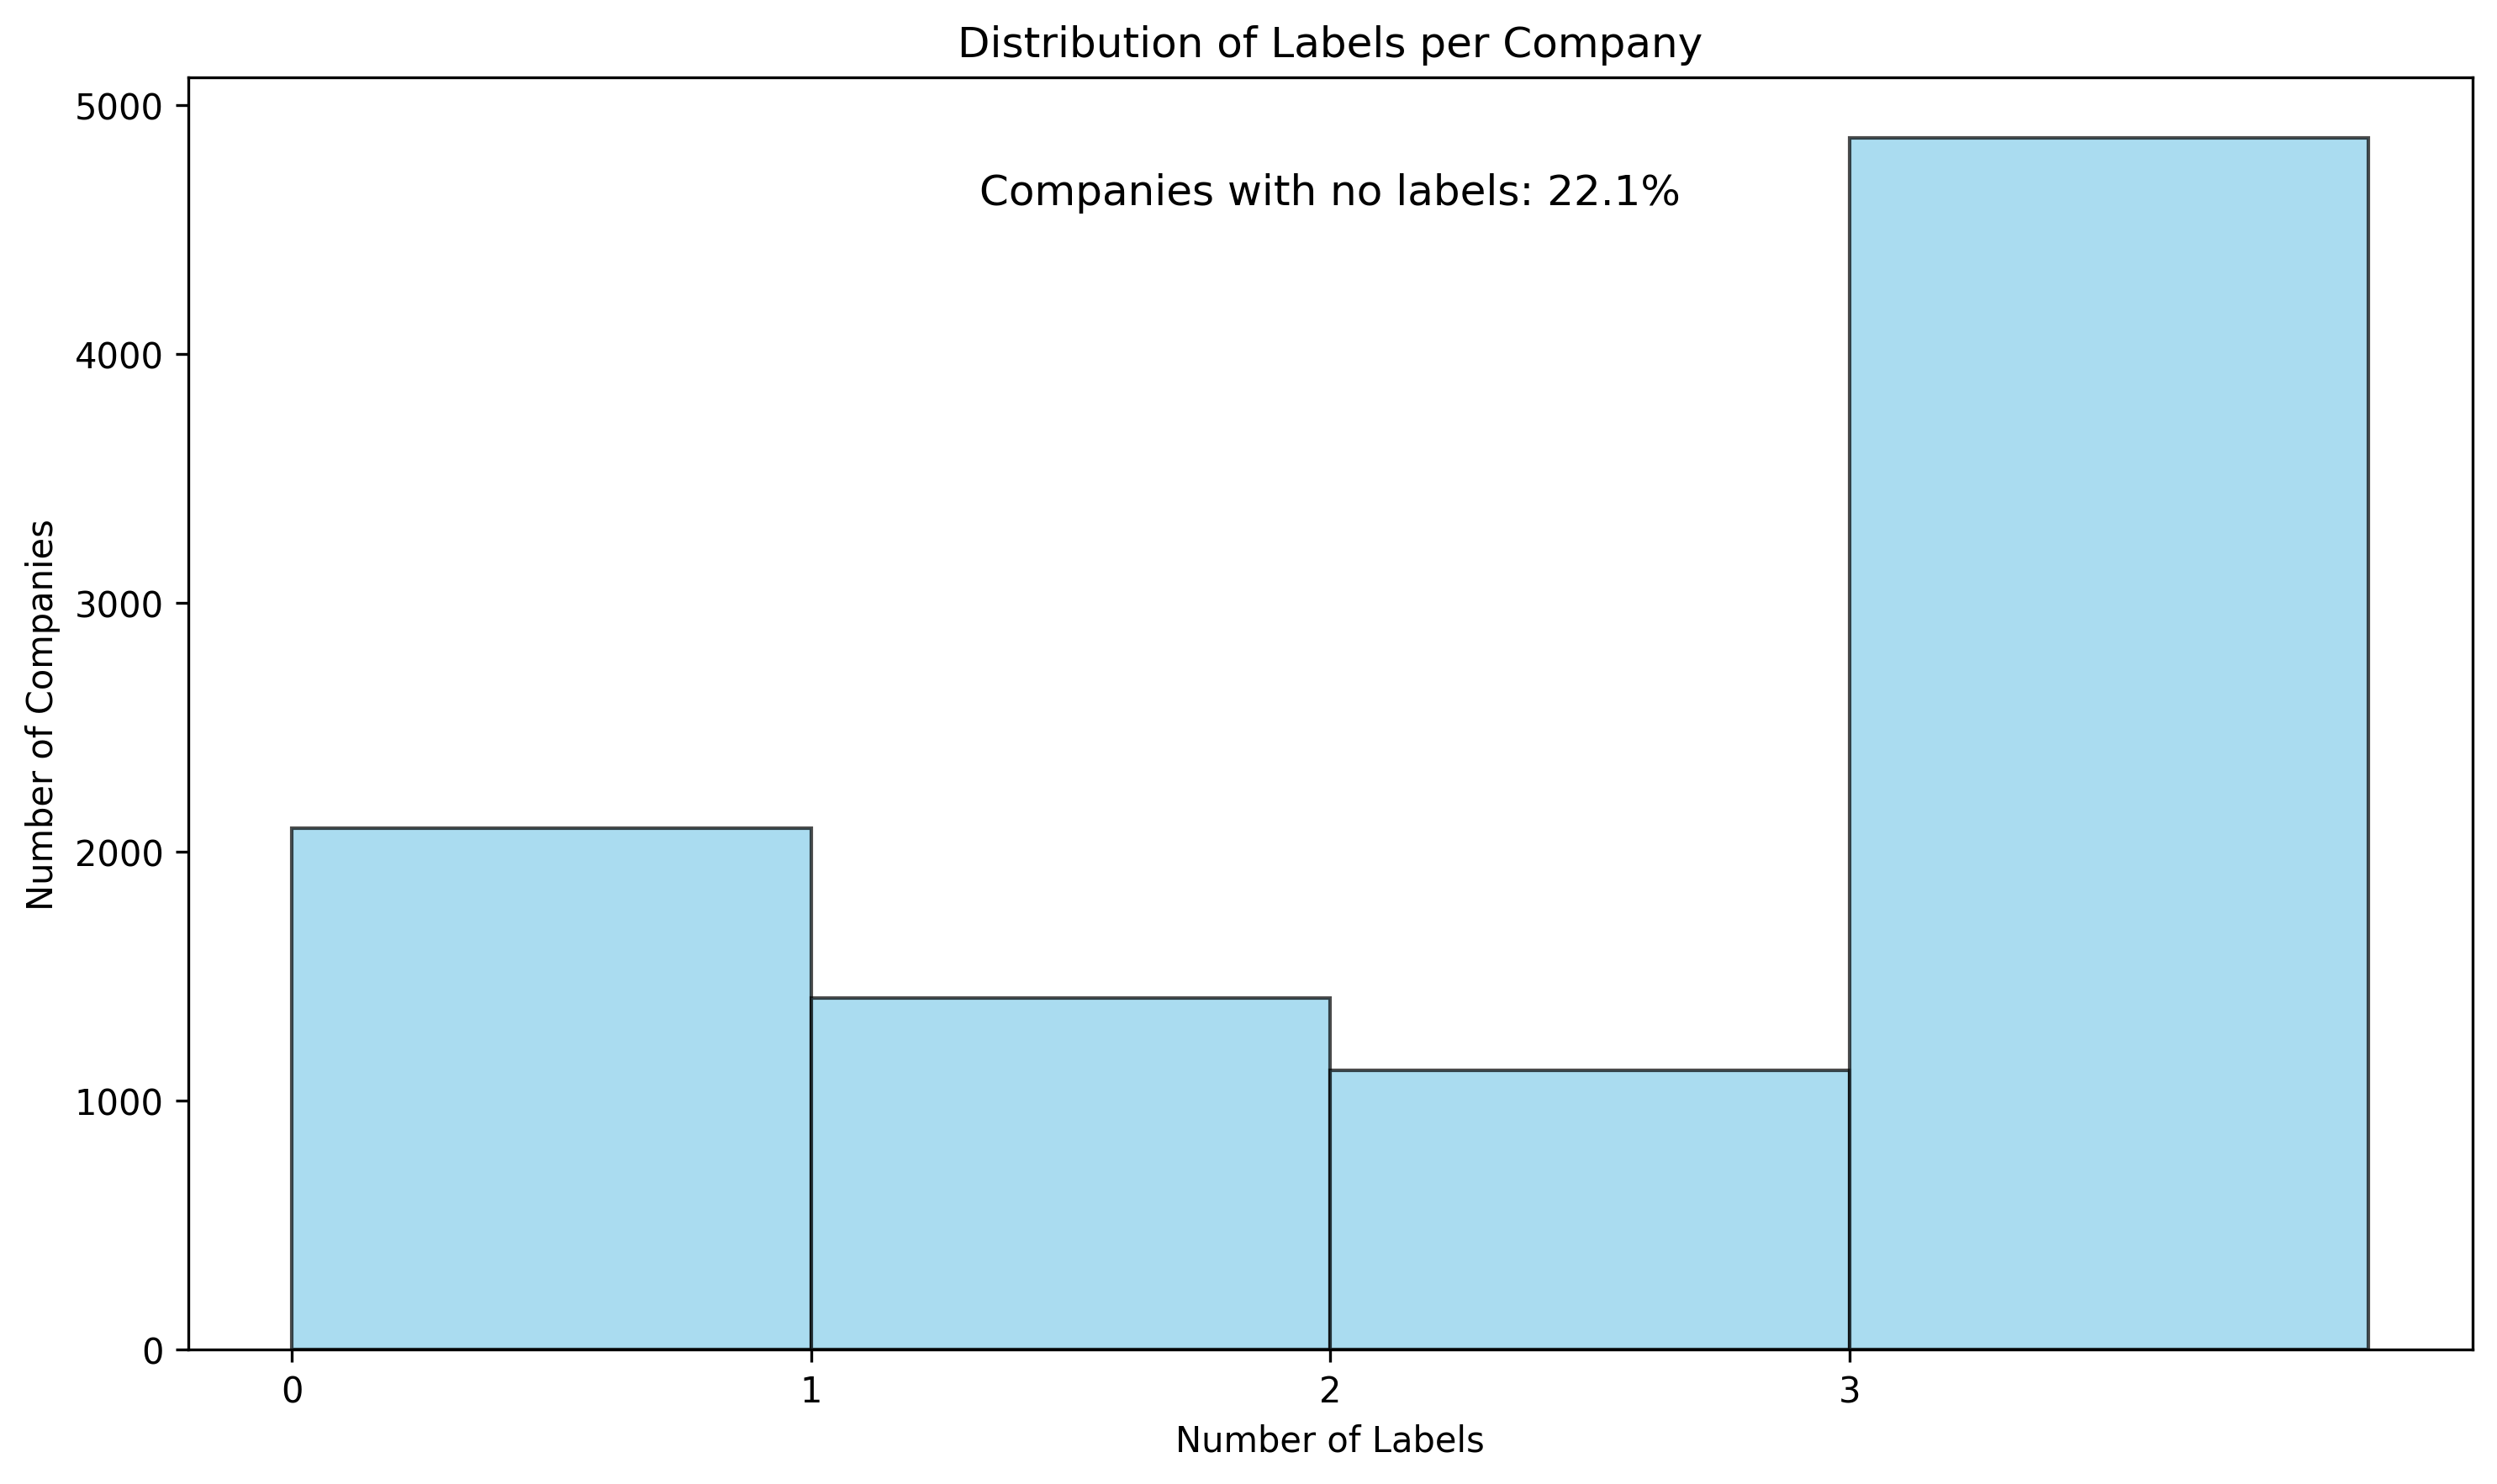 Distribution of Labels per Company
Companies with no labels: 22.1%
5000
4000
3000
2000
1000
0
Number of Companies
0 1 2 3
Number of Labels